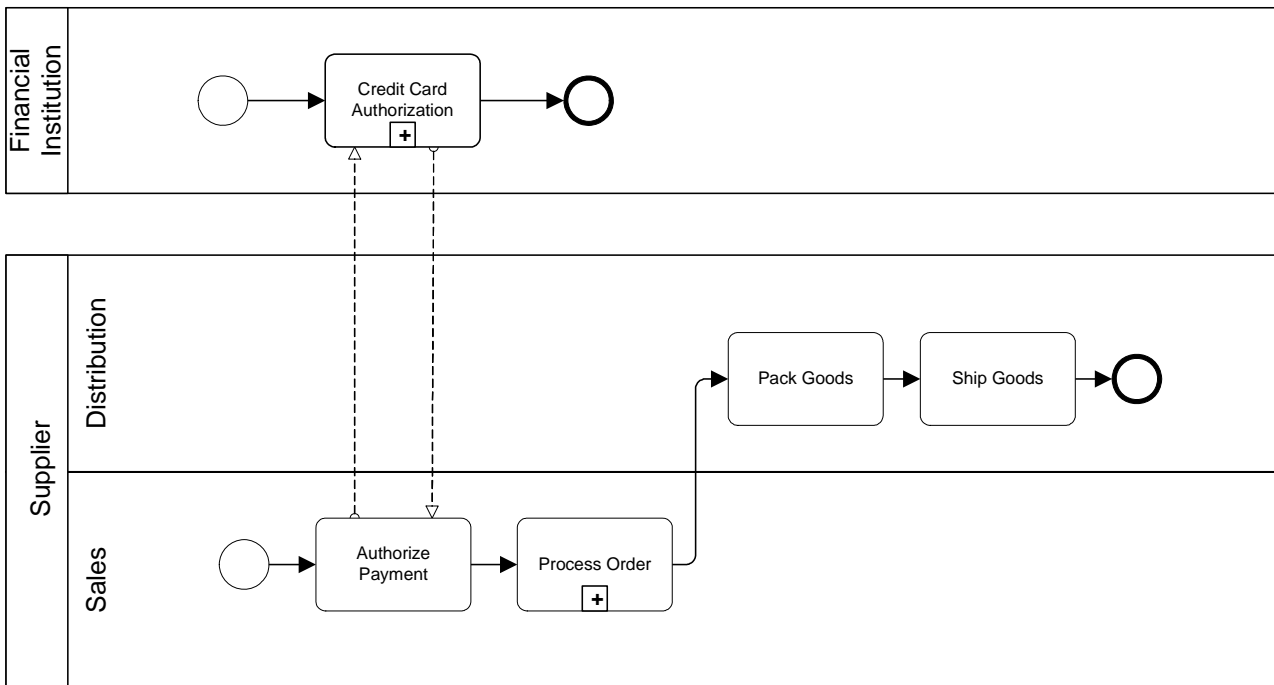 Financial
Institution
Credit Card
Authorization
+
Supplier
Distribution
Pack Goods
Ship Goods
Sales
Authorize
Payment
Process Order
+